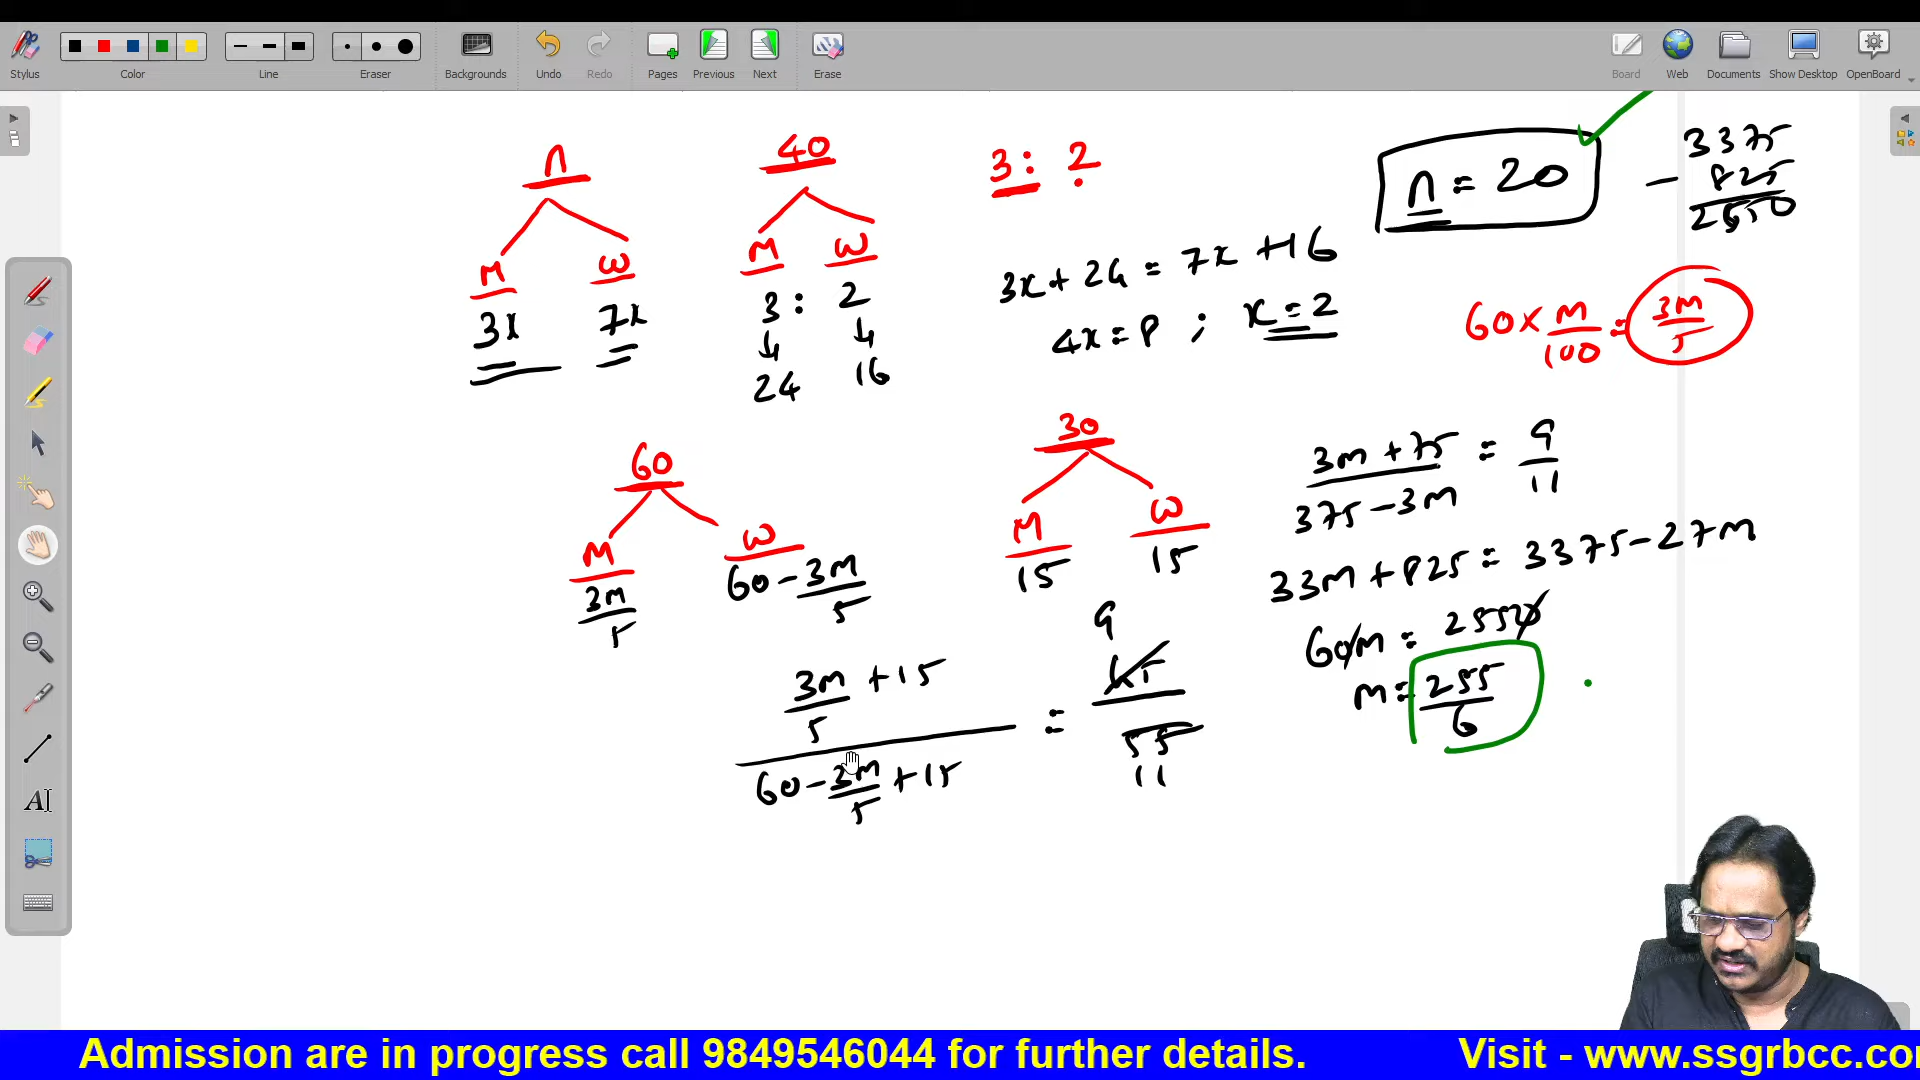 Stylus
Color
Line
Eraser
Backgrounds
Undo
Redo
Pages
Previous
Next
Erase
Board
Web
Documents
Show Desktop
OpenBoard
n
M W
3x 7x
40
M W
3 : 2
24 16
3 : 2
3x + 24 = 7x + 16
4x = 8 ; x = 2
n = 20
3375
- 825
2550
60 × M/100 = 3M/5
60
M W
3M/5 60 - 3M/5
30
M W
15 15
3M/5 + 15
60 - 3M/5 + 15
=
9
45
55
11
3M + 75 / 375 - 3M = 9/11
33M + 825 = 3375 - 27M
60M = 2550
M = 255/6
Admission are in progress call 9849546044 for further details.
Visit - www.ssgrbcc.co